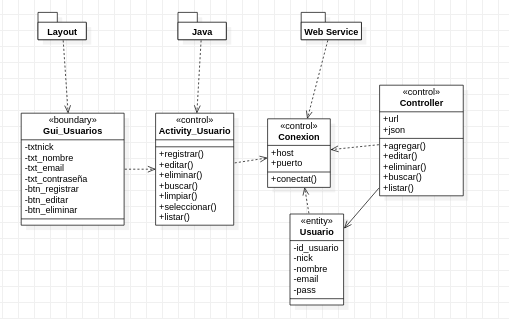 Layout
Java
Web Service
«boundary»
Gui_Usuarios
-txtnick
-txt_nombre
-txt_email
-txt_contraseña
-btn_registrar
-btn_editar
-btn_eliminar
«control»
Activity_Usuario
+registrar()
+editar()
+eliminar()
+buscar()
+limpiar()
+seleccionar()
+listar()
«control»
Conexion
+host
+puerto
+conectat()
«control»
Controller
+url
+json
+agregar()
+editar()
+eliminar()
+buscar()
+listar()
«entity»
Usuario
-id_usuario
-nick
-nombre
-email
-pass